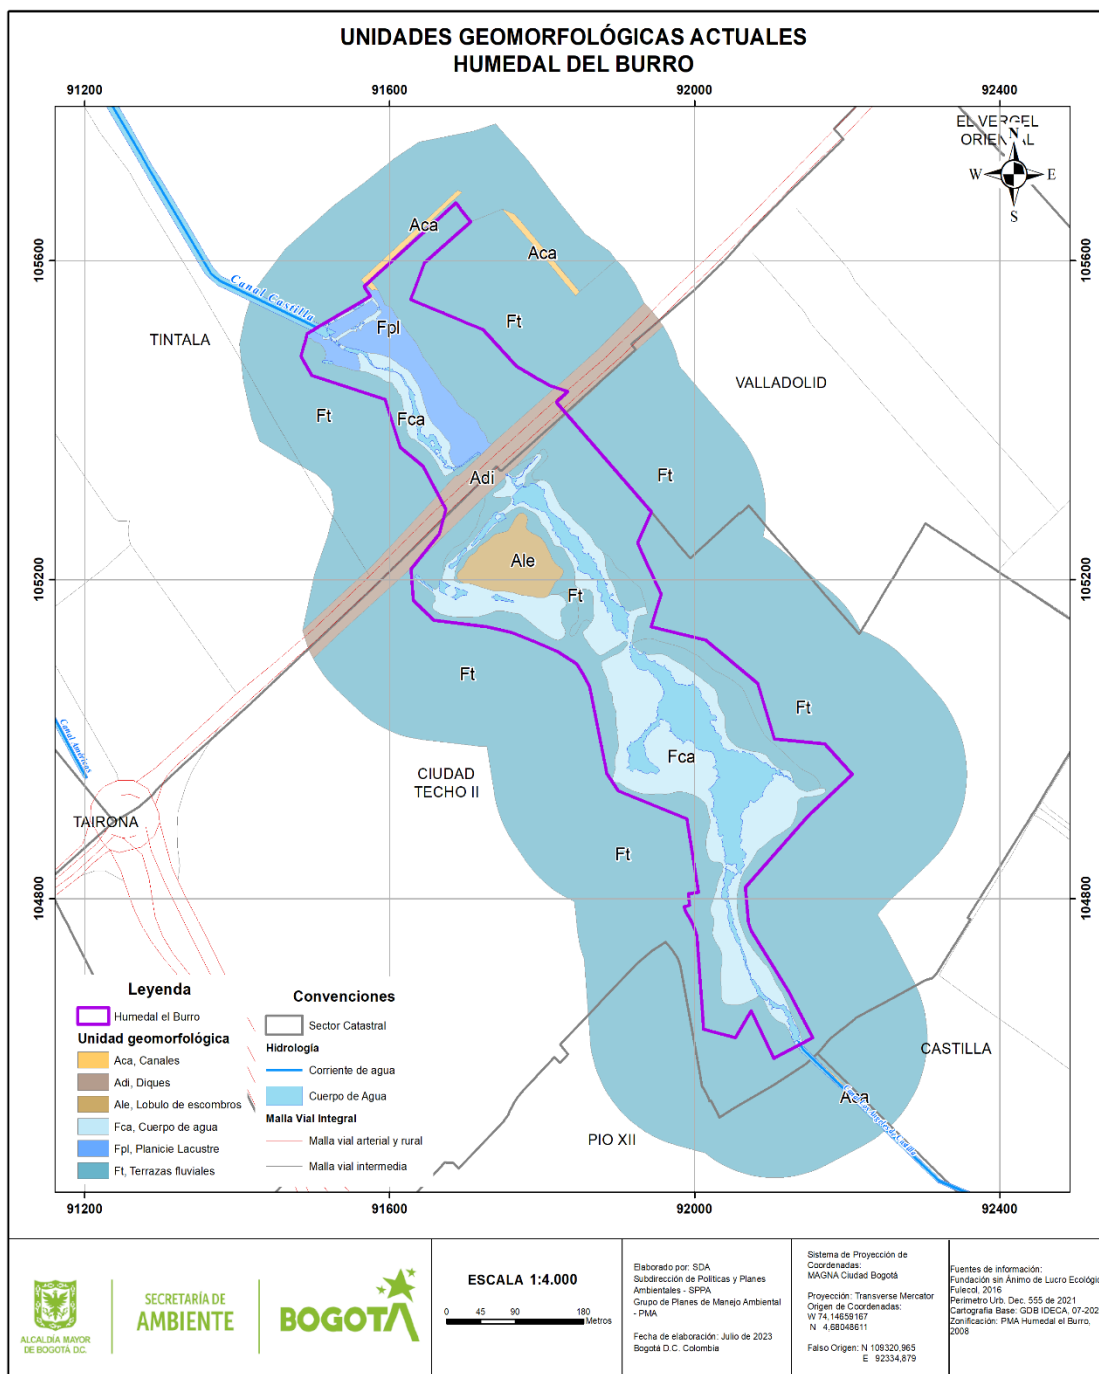 UNIDADES GEOMORFOLÓGICAS ACTUALES
HUMEDAL DEL BURRO
91200
91600
92000
92400
EL VERGEL
ORIENTAL
N
W
E
S
105600
105600
Aca
Aca
Canal Castilla
TINTALA
Fpl
Ft
VALLADOLID
Ft
Fca
Adi
Ft
105200
105200
Ale
Ft
Ft
Ft
Canal Américas
Fca
CIUDAD
TECHO II
TAIRONA
Ft
104800
104800
CASTILLA
Aca
PIO XII
Leyenda
Humedal el Burro
Unidad geomorfológica
Aca, Canales
Adi, Diques
Ale, Lobulo de escombros
Fca, Cuerpo de agua
Fpl, Planicie Lacustre
Ft, Terrazas fluviales
Convenciones
Sector Catastral
Hidrología
Corriente de agua
Cuerpo de Agua
Malla Vial Integral
Malla vial arterial y rural
Malla vial intermedia
91200
91600
92000
92400
ALCALDÍA MAYOR
DE BOGOTÁ D.C.
SECRETARÍA DE
AMBIENTE
BOGOTÁ
ESCALA 1:4.000
0 45 90 180
Metros
Elaborado por: SDA
Subdirección de Políticas y Planes
Ambientales - SPPA
Grupo de Planes de Manejo Ambiental
- PMA
Fecha de elaboración: Julio de 2023
Bogotá D.C. Colombia
Sistema de Proyección de
Coordenadas:
MAGNA Ciudad Bogotá
Proyección: Transverse Mercator
Origen de Coordenadas:
W 74,14659167
N 4,68048611
Falso Origen: N 109320,965
E 92334,879
Fuentes de información:
Fundación sin Ánimo de Lucro Ecológic
Fulecol, 2016
Perimetro Urb. Dec. 555 de 2021
Cartografia Base: GDB IDECA, 07-202
Zonificación: PMA Humedal el Burro,
2008